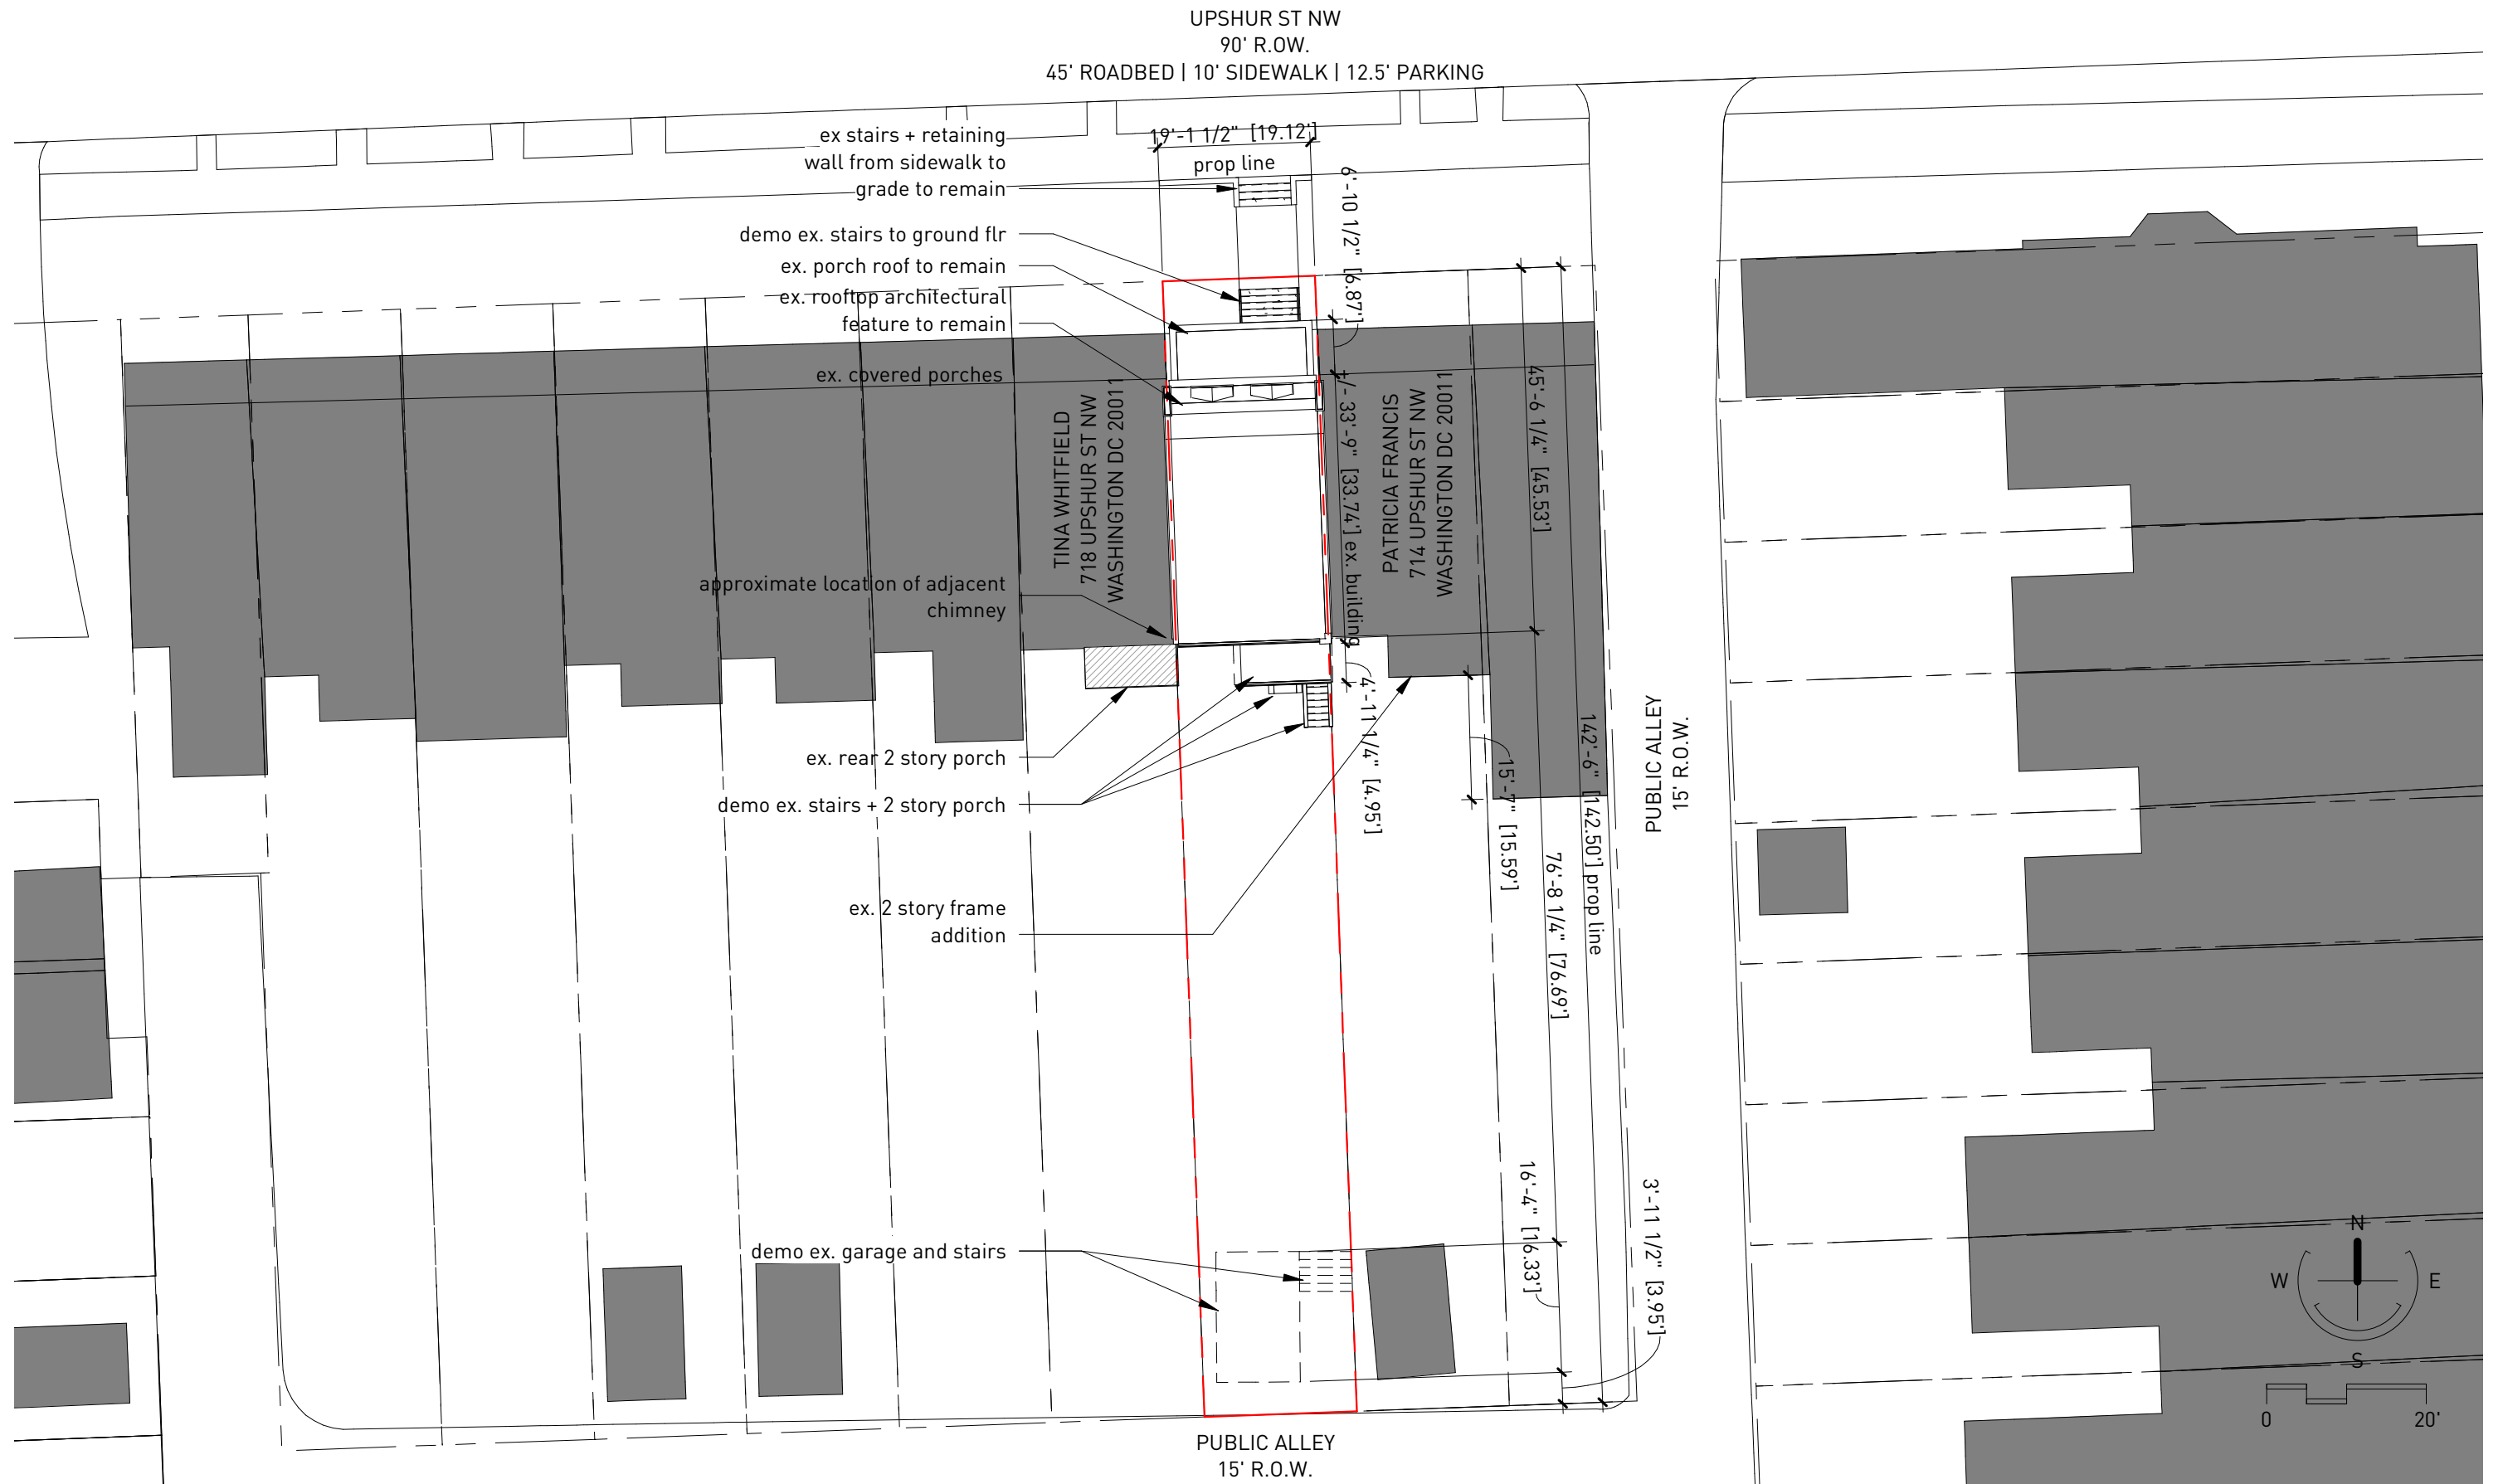 UPSHUR ST NW
90' R.OW.
45' ROADBED | 10' SIDEWALK | 12.5' PARKING
19'-1 1/2" [19.12']
prop line
ex stairs + retaining
wall from sidewalk to
grade to remain
demo ex. stairs to ground flr
ex. porch roof to remain
ex. rooftop architectural
feature to remain
ex. covered porches
6'-10 1/2" [6.87']
TINA WHITFIELD
718 UPSHUR ST NW
WASHINGTON DC 20011
+/- 33'-9" [33.74'] ex. building
PATRICIA FRANCIS
714 UPSHUR ST NW
WASHINGTON DC 20011
45'-6 1/4" [45.53']
approximate location of adjacent
chimney
ex. rear 2 story porch
demo ex. stairs + 2 story porch
4'-11 1/4" [4.95']
15'-7" [15.59']
142'-6" [142.50'] prop line
PUBLIC ALLEY
15' R.O.W.
76'-8 1/4" [76.69']
ex. 2 story frame
addition
16'-4" [16.33']
3'-11 1/2" [3.95']
demo ex. garage and stairs
N
W
E
S
0
20'
PUBLIC ALLEY
15' R.O.W.